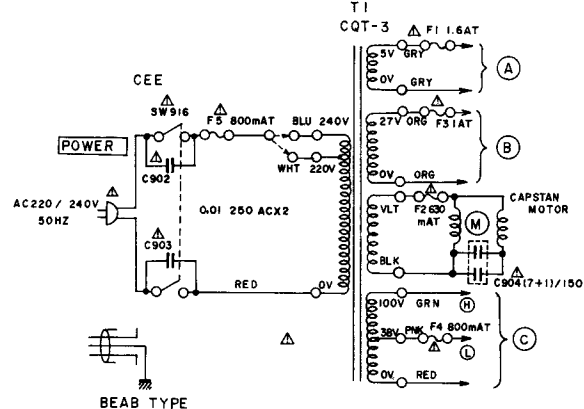 T1
CQT-3
F1 1.6AT
5V GRY
0V GRY
A
CEE
SW916
F5 800mAT BLU 240V
WHT 220V
27V ORG F3 1AT
0V ORG
B
POWER
C902
AC220/240V
50HZ
0.01 250 ACX2
VLT F2 630
mAT
BLK
M
CAPSTAN
MOTOR
C904(7+1)/150
C903
RED 0V
100V GRN H
38V PNK F4 800mAT
L
0V RED
C
BEAB TYPE